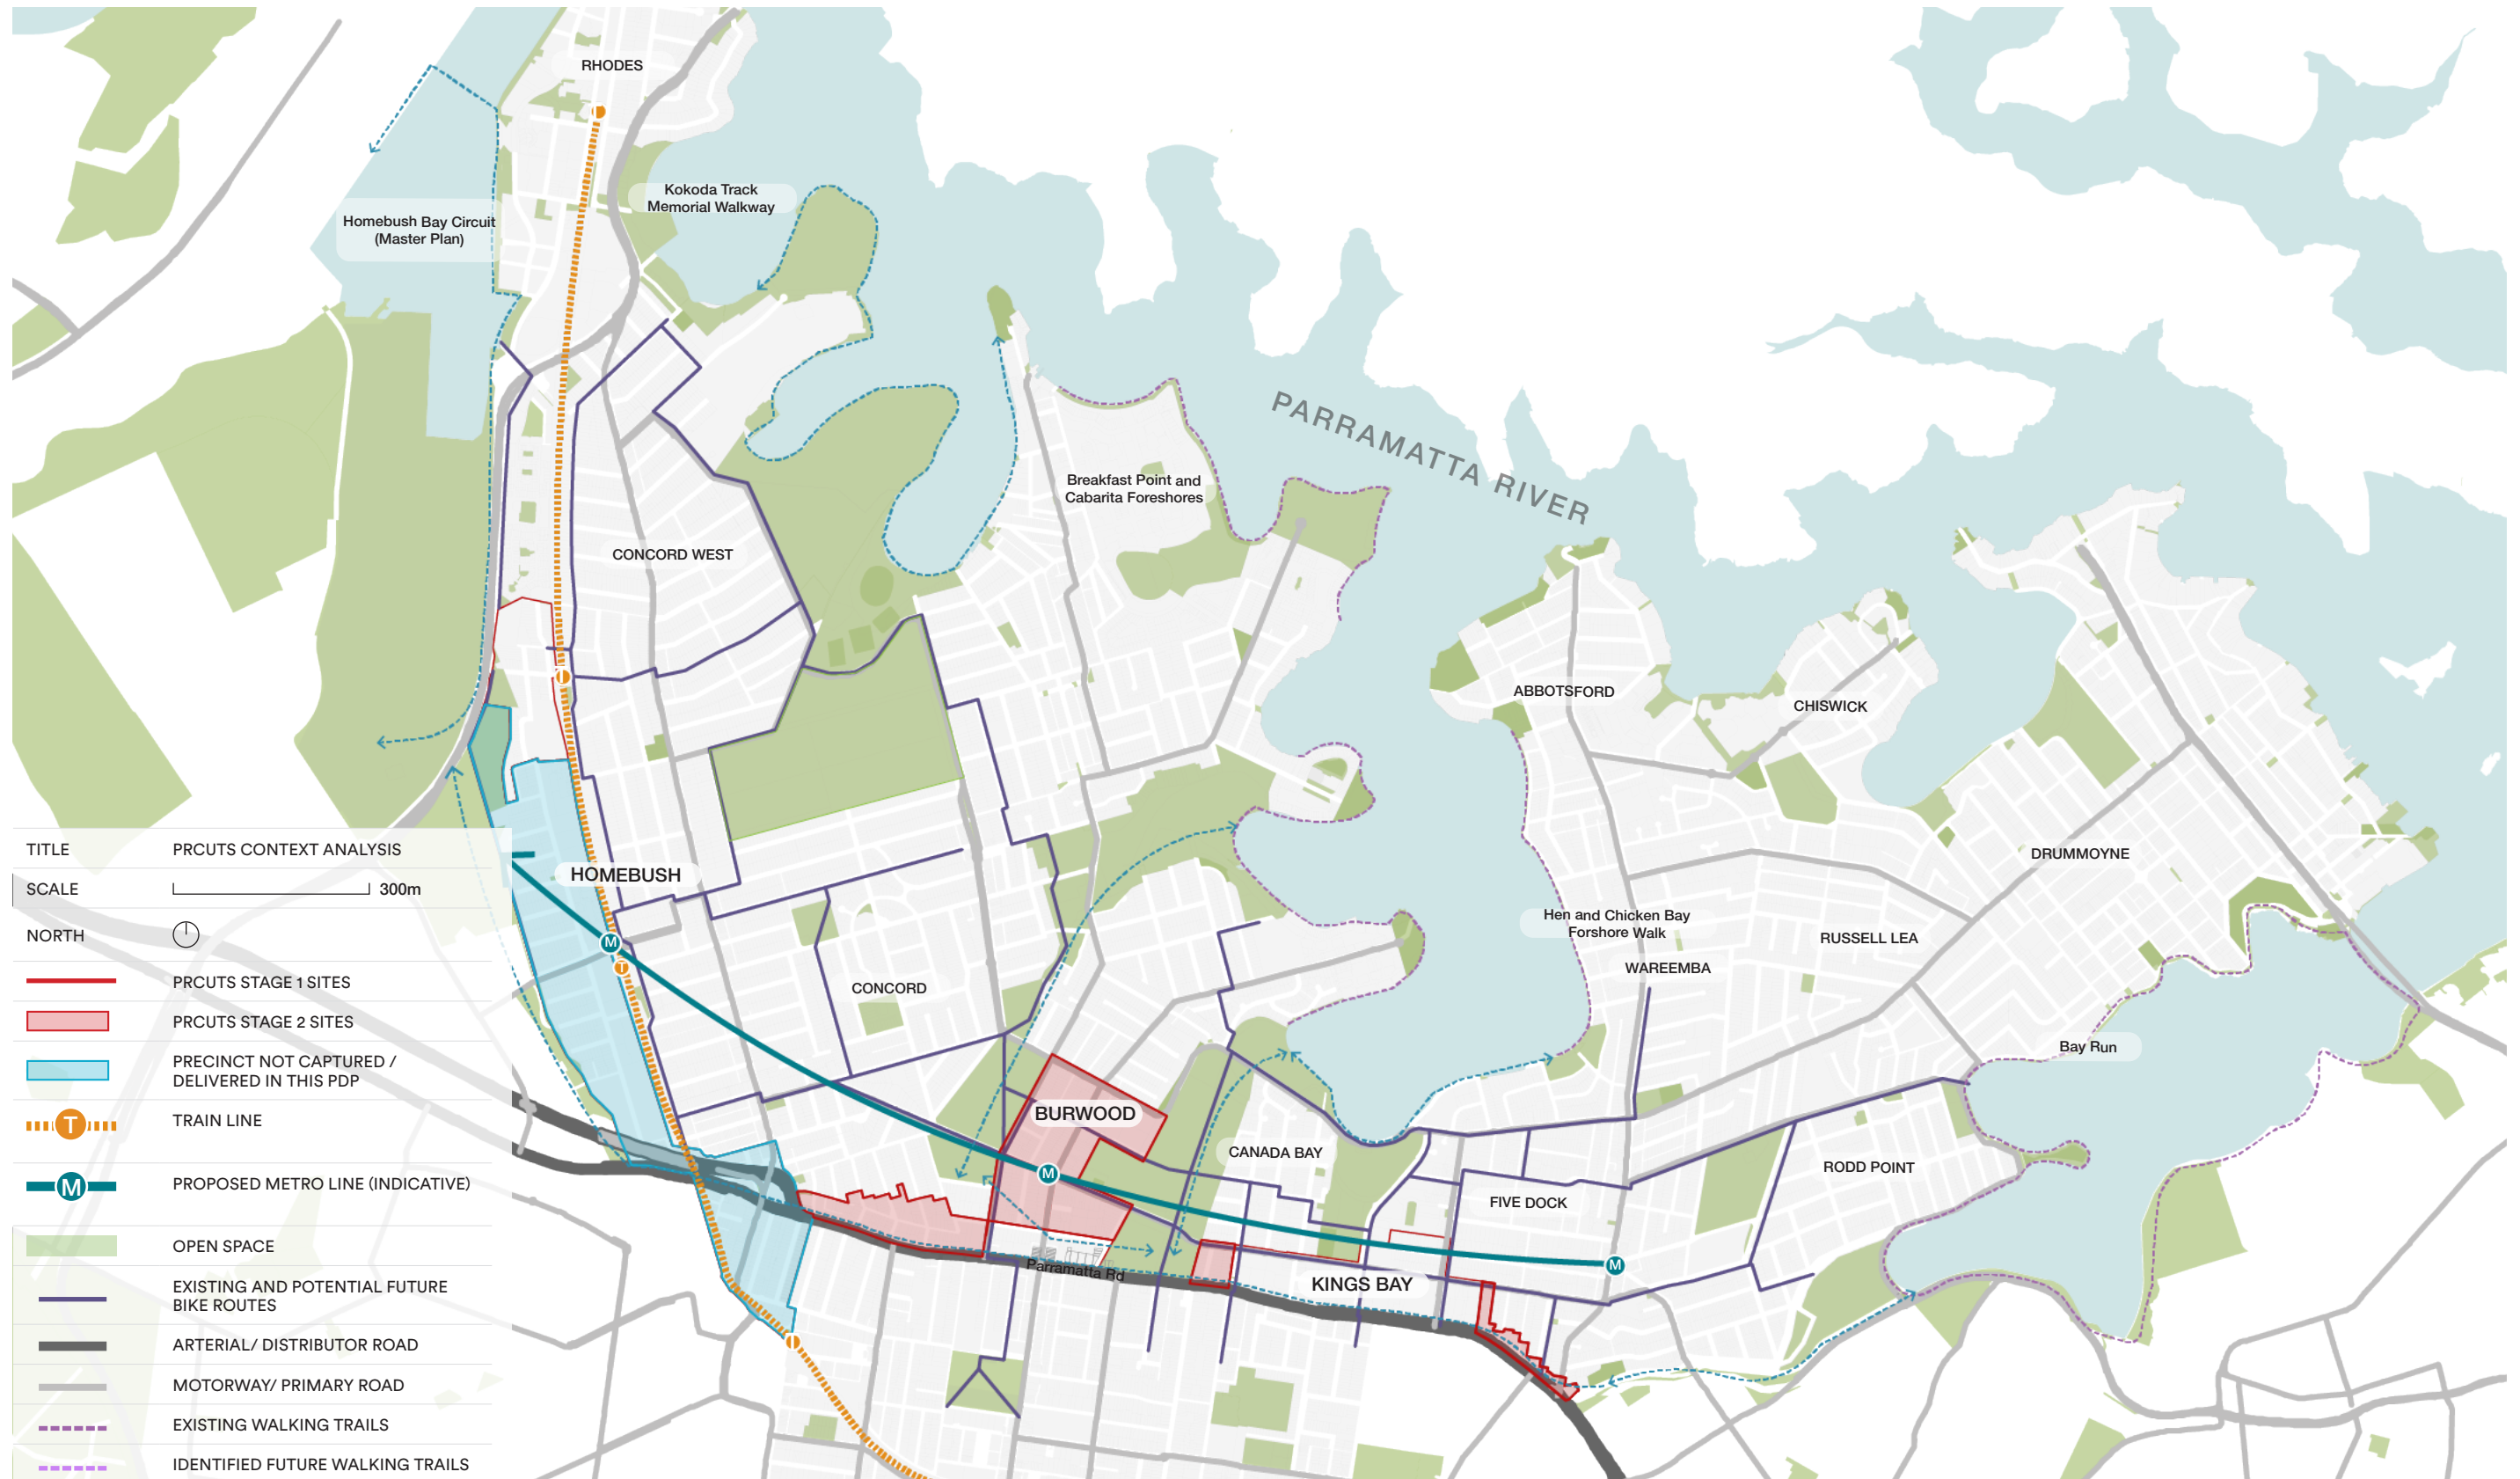 RHODES
Kokoda Track
Memorial Walkway
Homebush Bay Circuit
(Master Plan)
PARRAMATTA RIVER
Breakfast Point and
Cabarita Foreshores
CONCORD WEST
ABBOTSFORD
CHISWICK
DRUMMOYNE
HOMEBUSH
Hen and Chicken Bay
Forshore Walk
RUSSELL LEA
WAREEMBA
CONCORD
Bay Run
BURWOOD
CANADA BAY
RODD POINT
FIVE DOCK
Parramatta Rd
KINGS BAY
M
T
M
M
TITLE PRCUTS CONTEXT ANALYSIS
SCALE 300m
NORTH
PRCUTS STAGE 1 SITES
PRCUTS STAGE 2 SITES
PRECINCT NOT CAPTURED /
DELIVERED IN THIS PDP
T TRAIN LINE
M PROPOSED METRO LINE (INDICATIVE)
OPEN SPACE
EXISTING AND POTENTIAL FUTURE
BIKE ROUTES
ARTERIAL/ DISTRIBUTOR ROAD
MOTORWAY/ PRIMARY ROAD
EXISTING WALKING TRAILS
IDENTIFIED FUTURE WALKING TRAILS